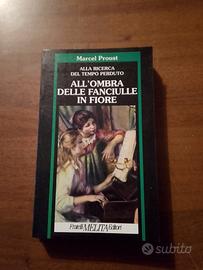 Marcel Proust
ALLA RICERCA
DEL TEMPO PERDUTO
ALL'OMBRA
DELLE FANCIULLE
IN FIORE
Fratelli MELITA Editori
subito